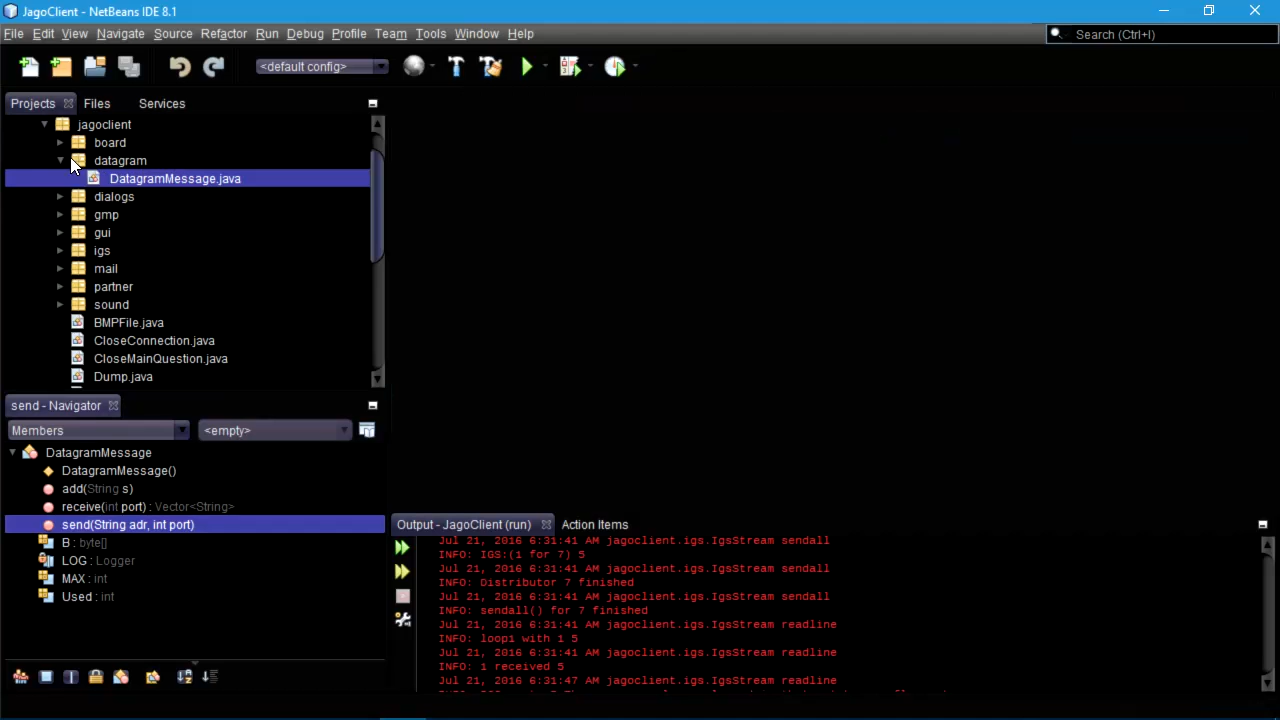 JagoClient - NetBeans IDE 8.1
File Edit View Navigate Source Refactor Run Debug Profile Team Tools Window Help
Search (Ctrl+I)
<default config>
Projects Files Services
jagoclient
board
datagram
DatagramMessage.java
dialogs
gmp
gui
igs
mail
partner
sound
BMPFile.java
CloseConnection.java
CloseMainQuestion.java
Dump.java
send - Navigator
Members <empty>
DatagramMessage
DatagramMessage()
add(String s)
receive(int port) : Vector<String>
send(String adr, int port)
B : byte[]
LOG : Logger
MAX : int
Used : int
Output - JagoClient (run) Action Items
Jul 21, 2016 6:31:41 AM jagoclient.igs.IgsStream sendall
INFO: IGS:(1 for 7) 5
Jul 21, 2016 6:31:41 AM jagoclient.igs.IgsStream sendall
INFO: Distributor 7 finished
Jul 21, 2016 6:31:41 AM jagoclient.igs.IgsStream sendall
INFO: sendall() for 7 finished
Jul 21, 2016 6:31:41 AM jagoclient.igs.IgsStream readline
INFO: loop1 with 1 5
Jul 21, 2016 6:31:41 AM jagoclient.igs.IgsStream readline
INFO: 1 received 5
Jul 21, 2016 6:31:47 AM jagoclient.igs.IgsStream readline